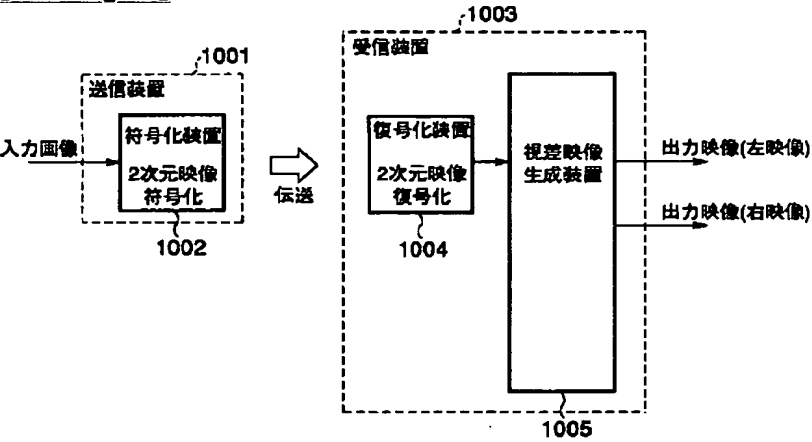 1001
送信装置
入力画像
符号化装置
2次元映像
符号化
1002
伝送
1003
受信装置
復号化装置
2次元映像
復号化
1004
視差映像
生成装置
1005
出力映像(左映像)
出力映像(右映像)